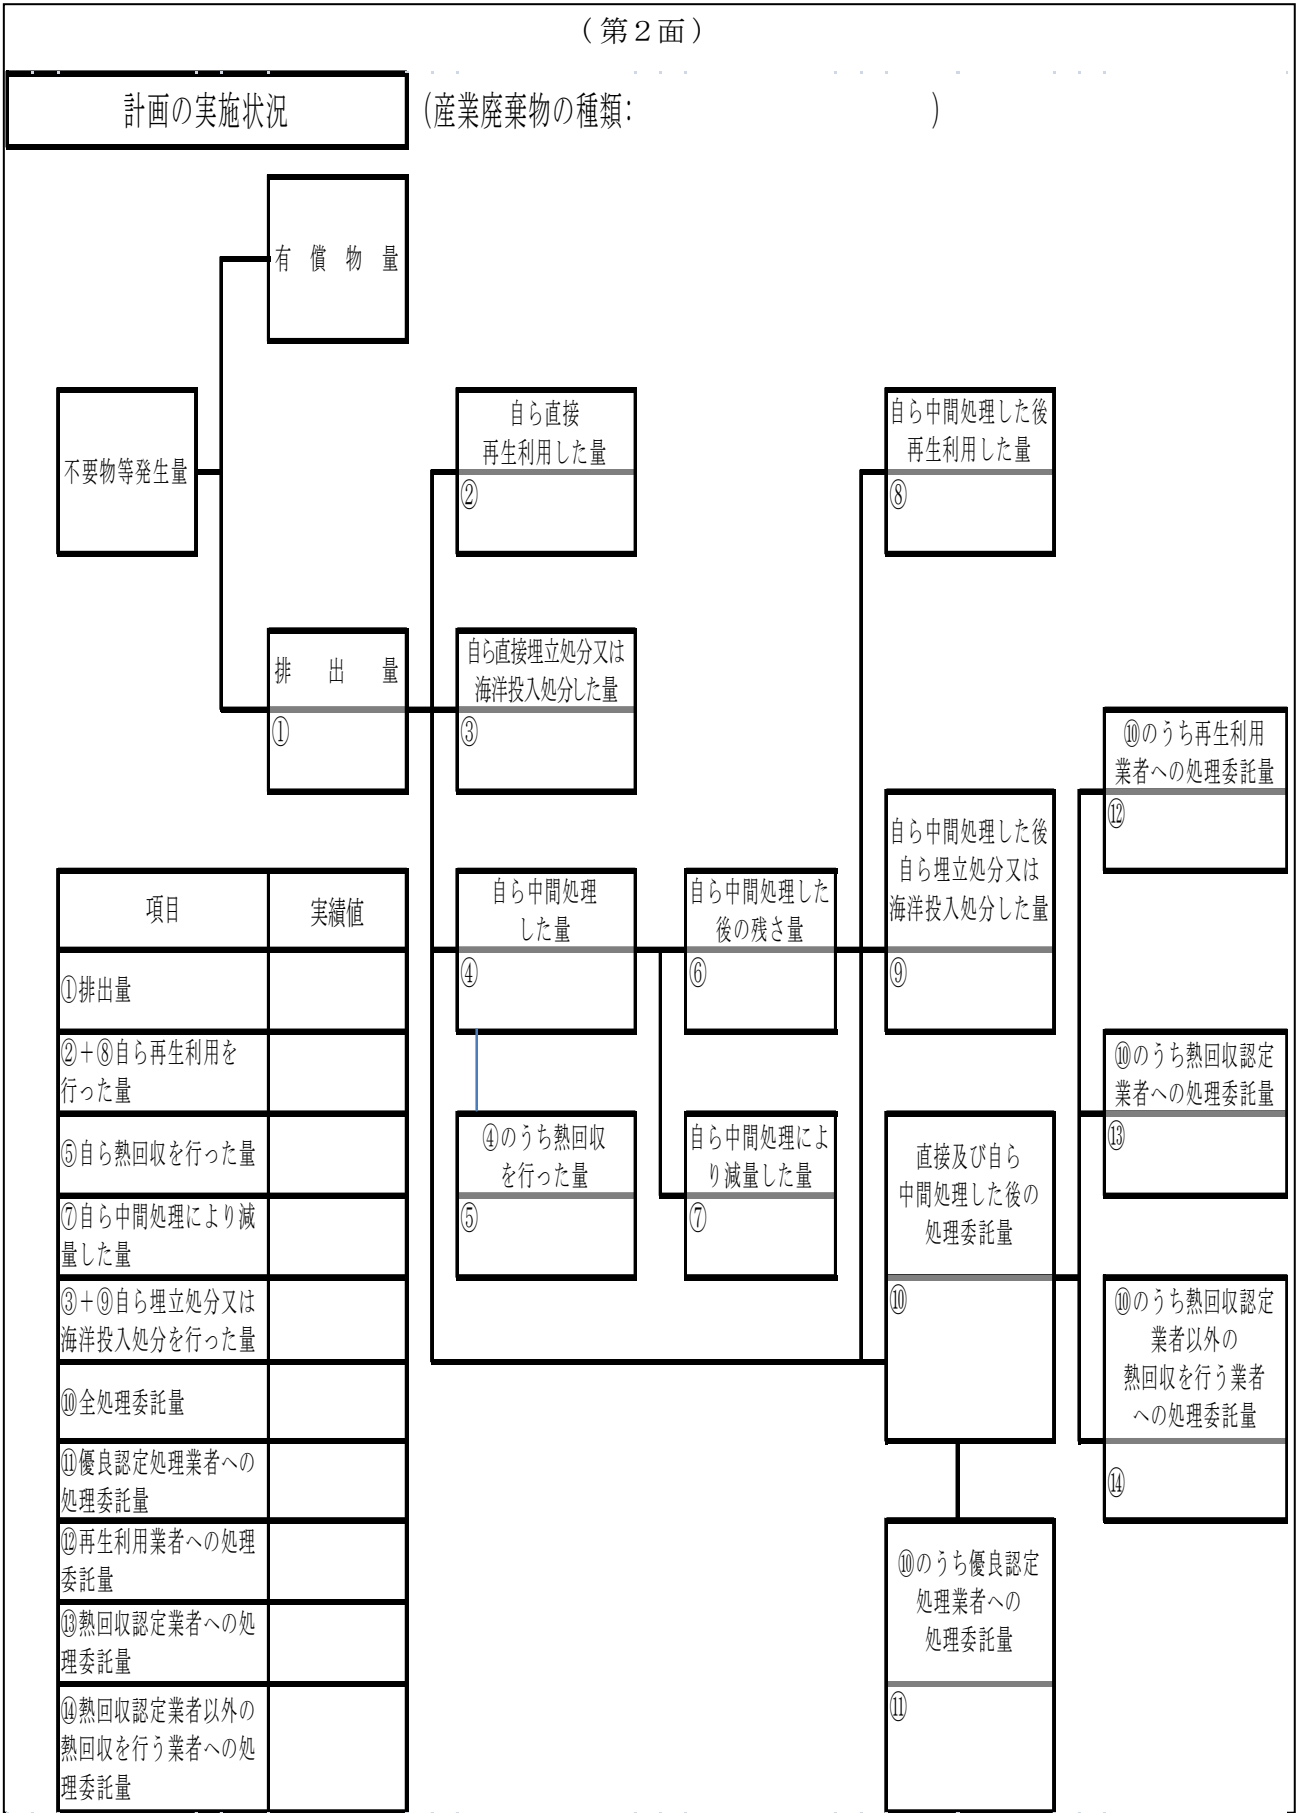 （第２面）
計画の実施状況
(産業廃棄物の種類：　　　　　　　　　　　　)
有　償　物　量
不要物等発生量
自ら直接
再生利用した量
②
自ら中間処理した後
再生利用した量
⑧
排　出　量
①
自ら直接埋立処分又は
海洋投入処分した量
③
⑩のうち再生利用
業者への処理委託量
⑫
自ら中間処理した後
自ら埋立処分又は
海洋投入処分した量
⑨
自ら中間処理
した量
④
自ら中間処理した
後の残さ量
⑥
⑩のうち熱回収認定
業者への処理委託量
⑬
④のうち熱回収
を行った量
⑤
自ら中間処理によ
り減量した量
⑦
直接及び自ら
中間処理した後の
処理委託量
⑩
⑩のうち熱回収認定
業者以外の
熱回収を行う業者
への処理委託量
⑭
⑩のうち優良認定
処理業者への
処理委託量
⑪
項目
実績値
①排出量
②＋⑧自ら再生利用を
行った量
⑤自ら熱回収を行った量
⑦自ら中間処理により減
量した量
③＋⑨自ら埋立処分又は
海洋投入処分を行った量
⑩全処理委託量
⑪優良認定処理業者への
処理委託量
⑫再生利用業者への処理
委託量
⑬熱回収認定業者への処
理委託量
⑭熱回収認定業者以外の
熱回収を行う業者への処
理委託量